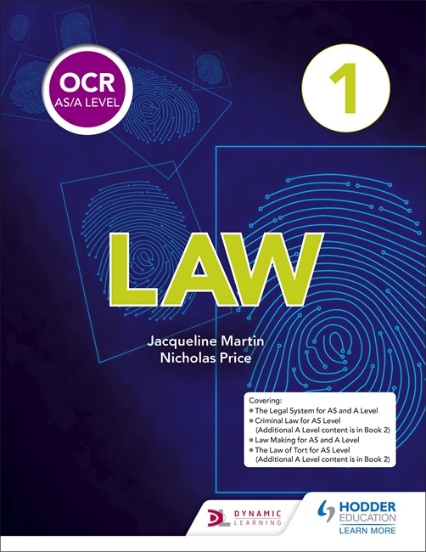 OCR
AS/A LEVEL
1
LAW
Jacqueline Martin
Nicholas Price
Covering:
• The Legal System for AS and A Level
• Criminal Law for AS Level
(Additional A Level content is in Book 2)
• Law Making for AS and A Level
• The Law of Tort for AS Level
(Additional A Level content is in Book 2)
DL DYNAMIC
LEARNING
HODDER
EDUCATION
LEARN MORE